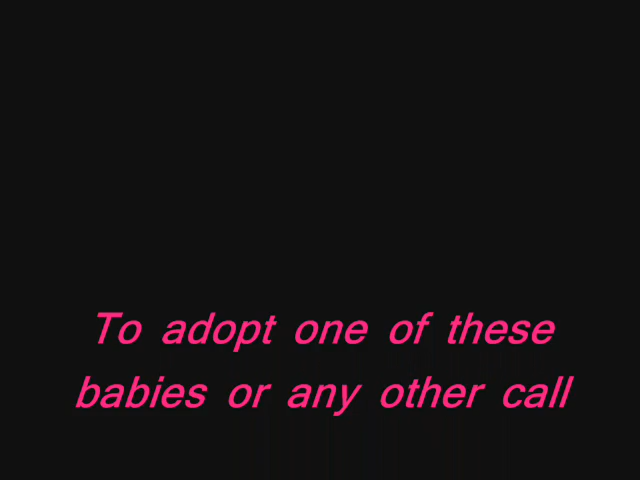 To adopt one of these
babies or any other call